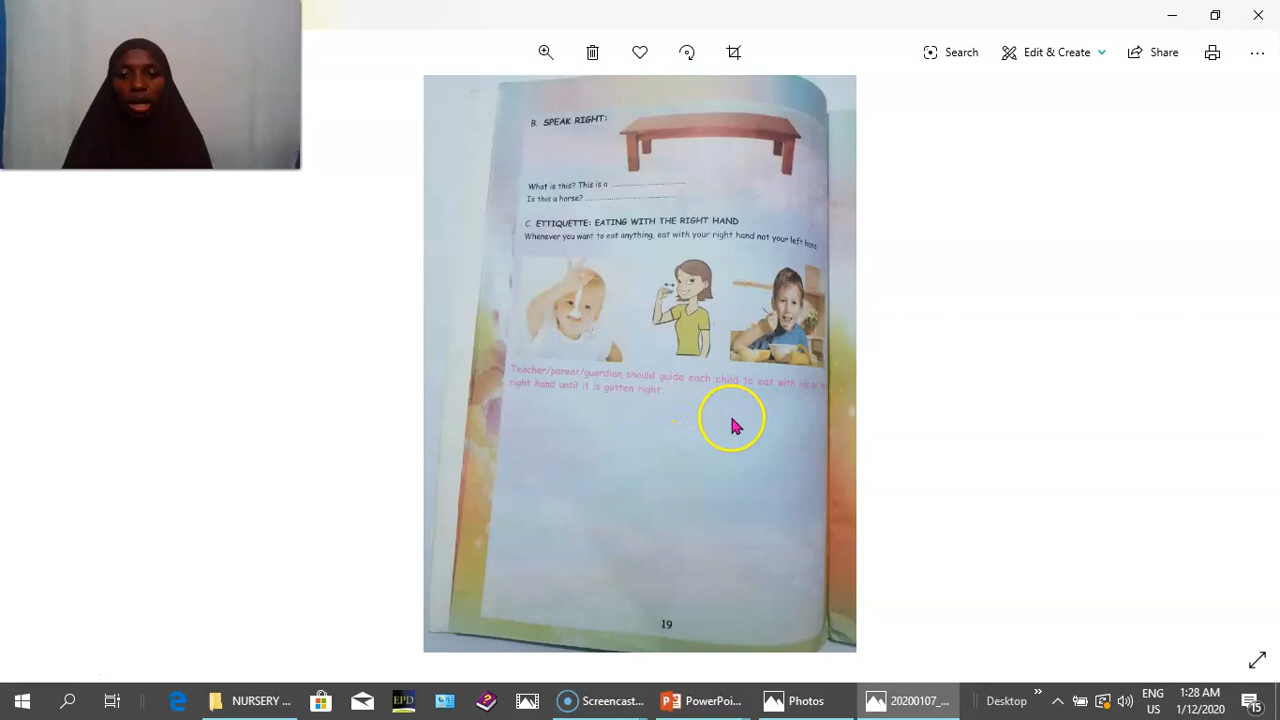 Search
Edit & Create
Share
B. SPEAK RIGHT:
What is this? This is a ........................
Is this a horse? ........................
C. ETTIQUETTE: EATING WITH THE RIGHT HAND
Whenever you want to eat anything, eat with your right hand not your left hand
Teacher/parent/guardian should guide each child to eat with his or
right hand until it is gotten right.
19
NURSERY ...
EPD
Screencast...
PowerPoi...
Photos
20200107_...
Desktop
ENG
US
1:28 AM
1/12/2020
15